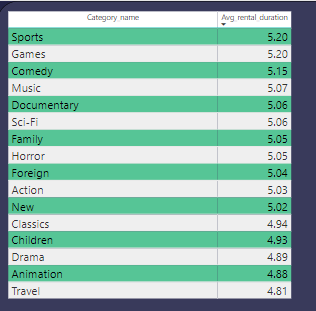 Category_name Avg_rental_duration
Sports 5.20
Games 5.20
Comedy 5.15
Music 5.07
Documentary 5.06
Sci-Fi 5.06
Family 5.05
Horror 5.05
Foreign 5.04
Action 5.03
New 5.02
Classics 4.94
Children 4.93
Drama 4.89
Animation 4.88
Travel 4.81